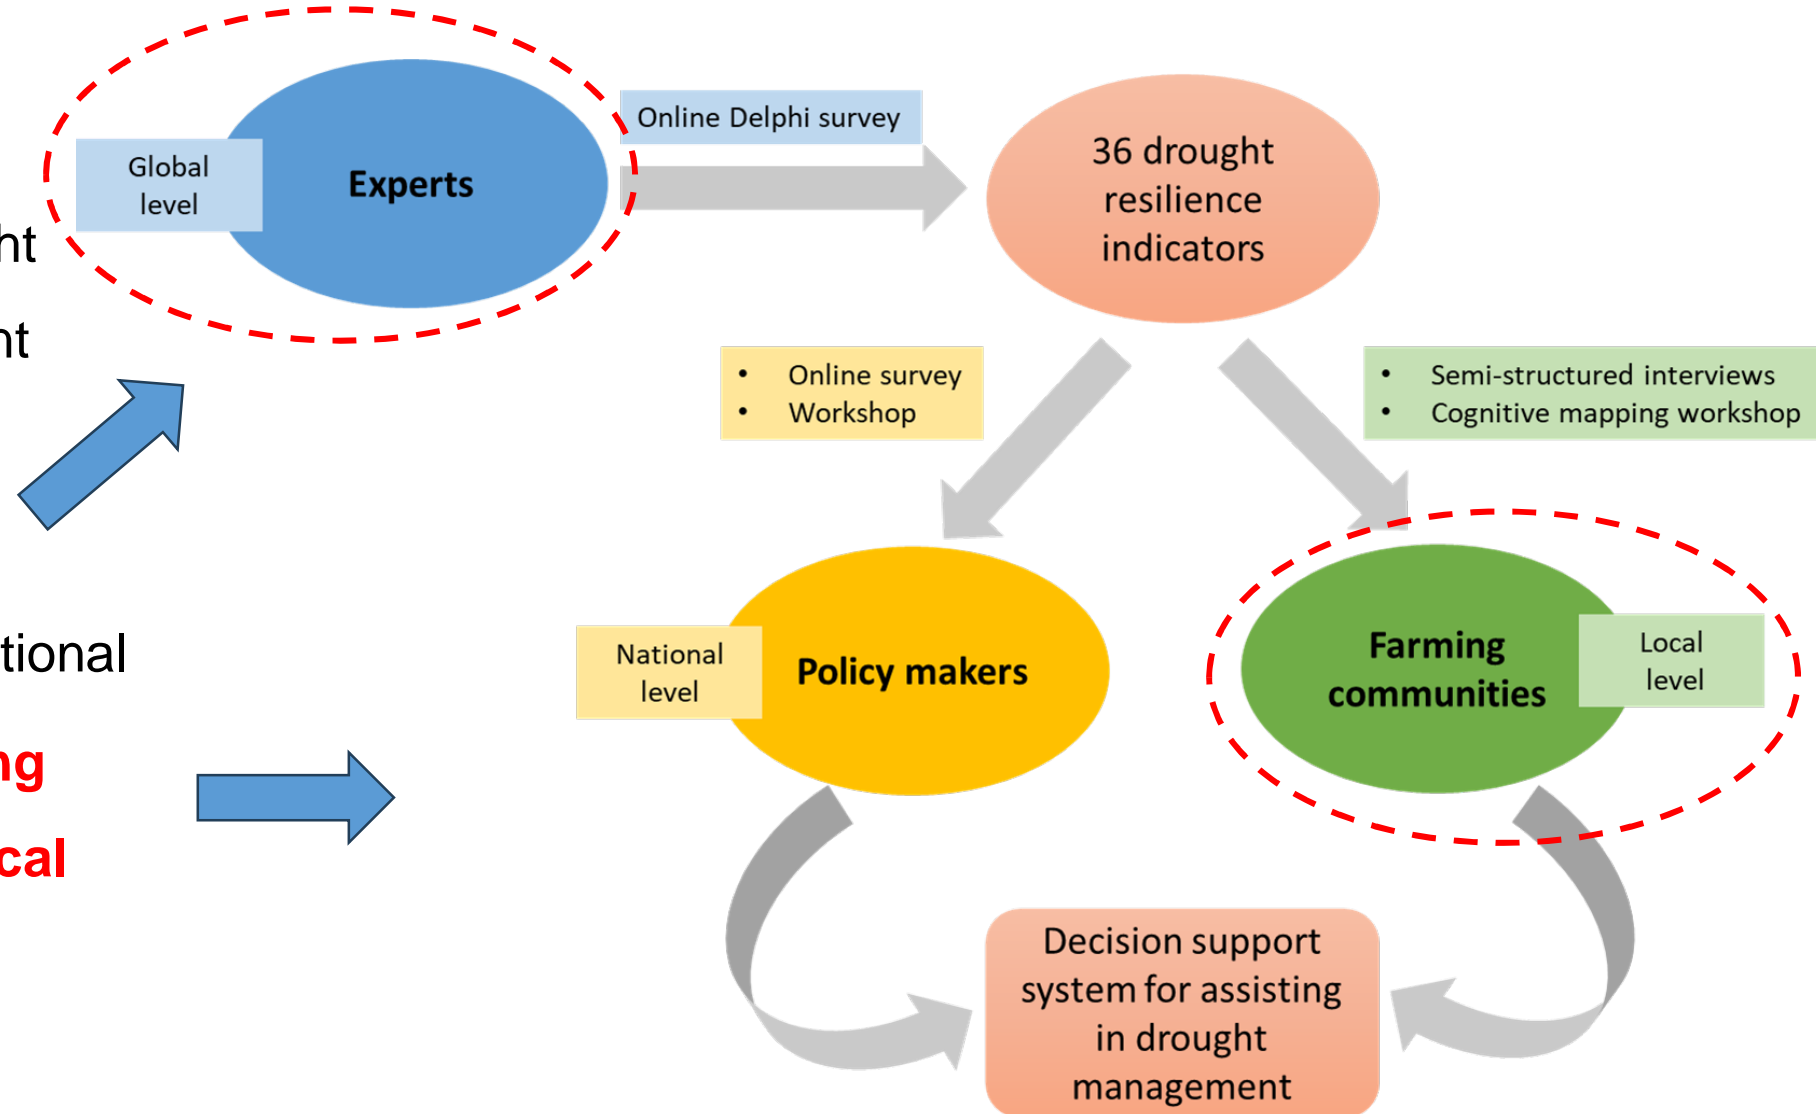 Online Delphi survey
Global
level
Experts
36 drought
resilience
indicators
• Online survey
• Workshop
• Semi-structured interviews
• Cognitive mapping workshop
National
level
Policy makers
Farming
communities
Local
level
Decision support
system for assisting
in drought
management
ht
nt
tional
ng
cal